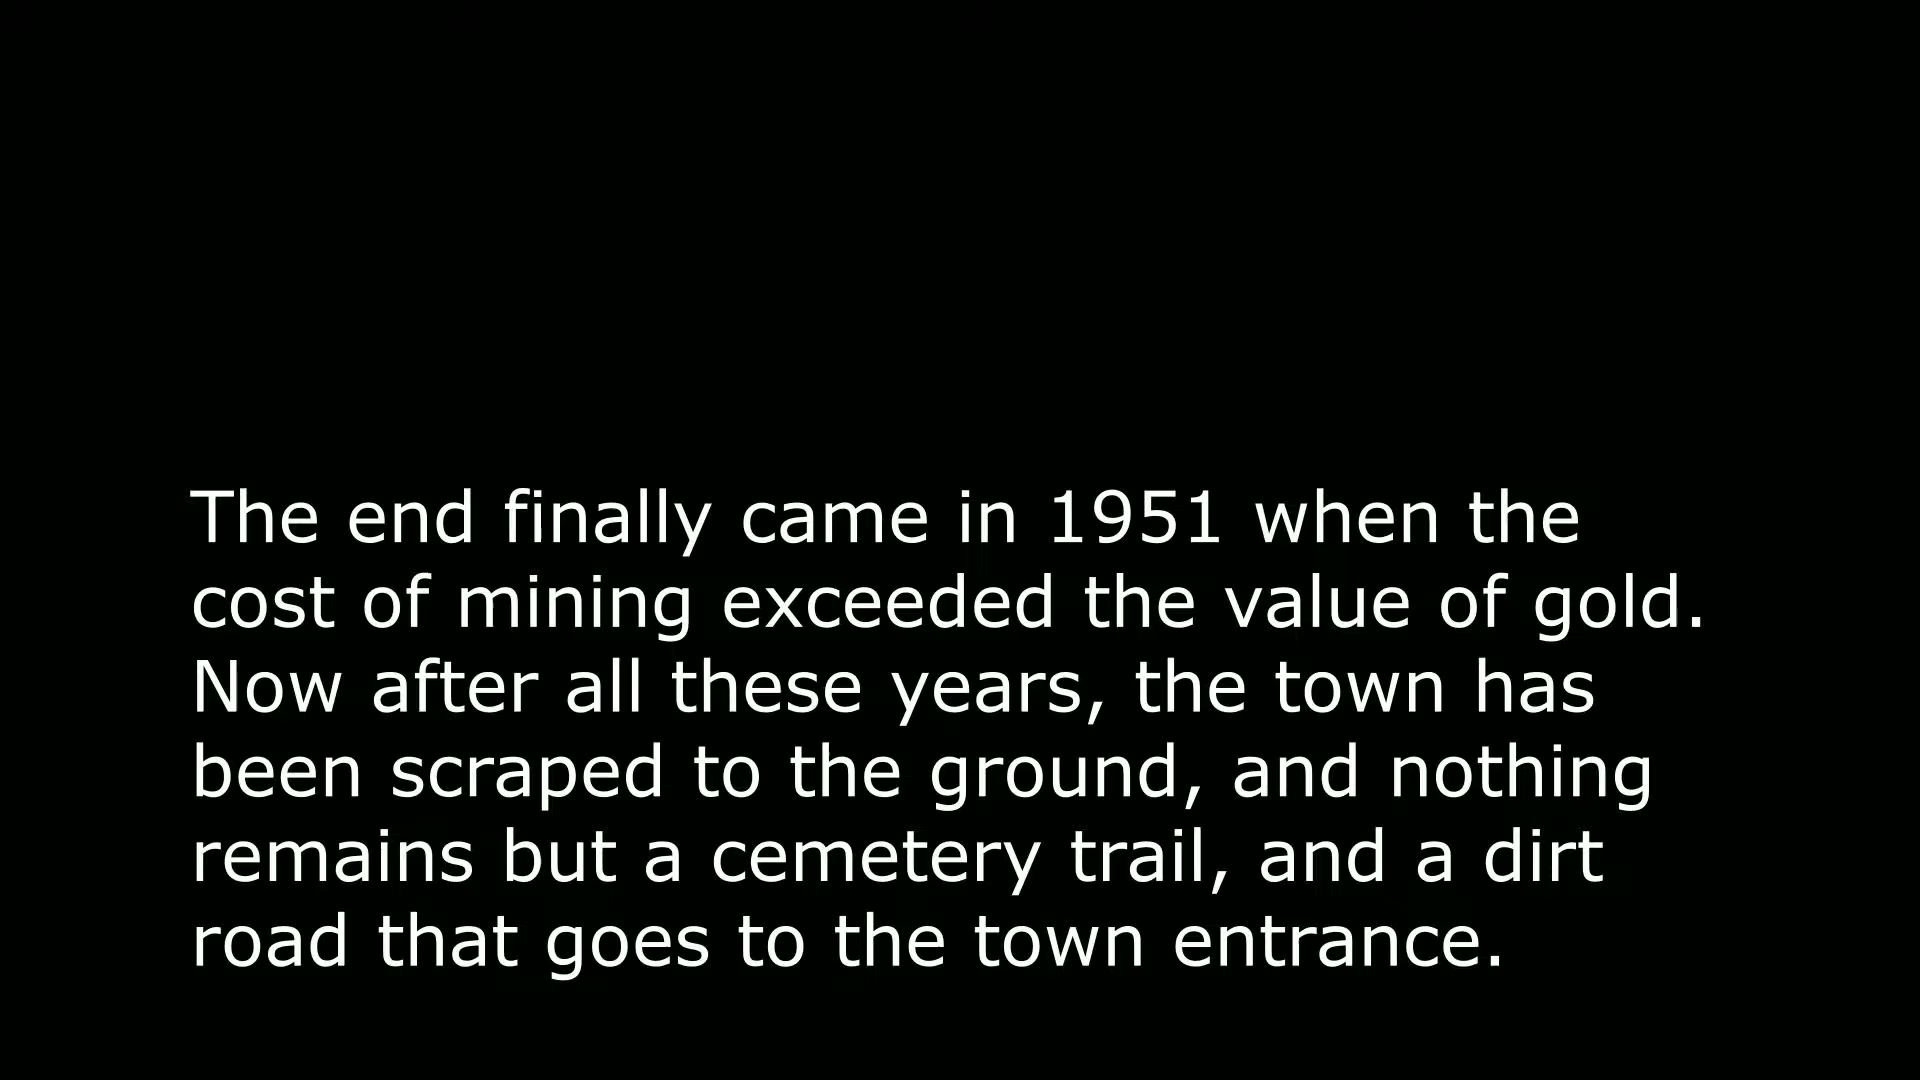 The end finally came in 1951 when the
cost of mining exceeded the value of gold.
Now after all these years, the town has
been scraped to the ground, and nothing
remains but a cemetery trail, and a dirt
road that goes to the town entrance.